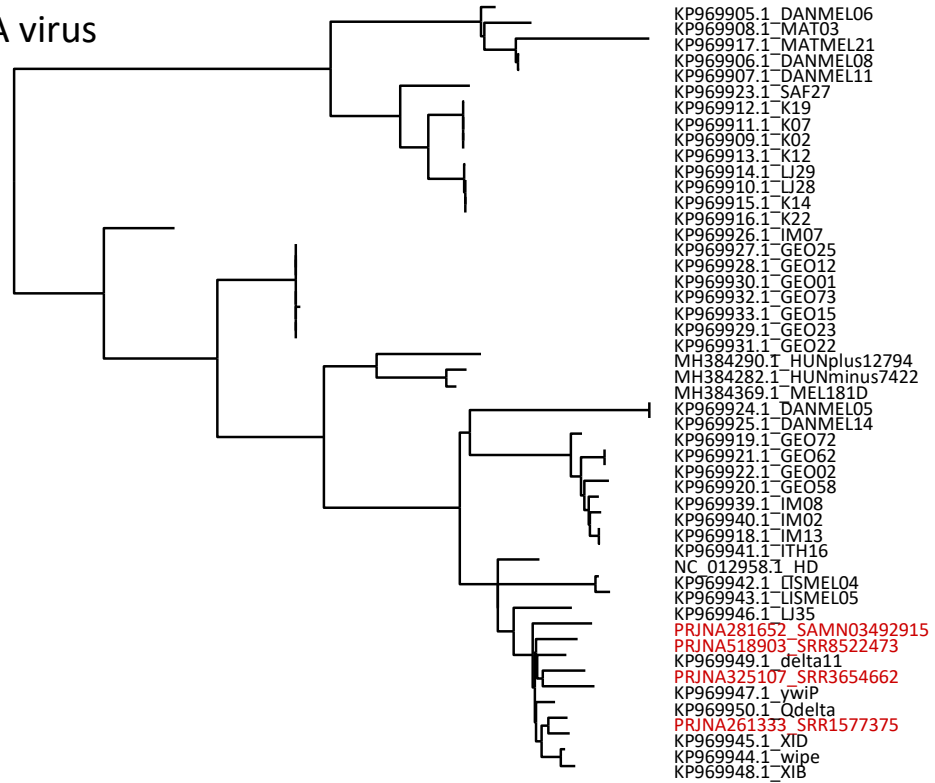 A virus
KP969905.1_DANMEL06
KP969908.1_MAT03
KP969917.1_MATMEL21
KP969906.1_DANMEL08
KP969907.1_DANMEL11
KP969923.1_SAF27
KP969912.1_K19
KP969911.1_K07
KP969909.1_K02
KP969913.1_K12
KP969914.1_LJ29
KP969910.1_LJ28
KP969915.1_K14
KP969916.1_K22
KP969926.1_IM07
KP969927.1_GEO25
KP969928.1_GEO12
KP969930.1_GEO01
KP969932.1_GEO73
KP969933.1_GEO15
KP969929.1_GEO23
KP969931.1_GEO22
MH384290.1_HUNplus12794
MH384282.1_HUNminus7422
MH384369.1_MEL181D
KP969924.1_DANMEL05
KP969925.1_DANMEL14
KP969919.1_GEO72
KP969921.1_GEO62
KP969922.1_GEO02
KP969920.1_GEO58
KP969939.1_IM08
KP969940.1_IM02
KP969918.1_IM13
KP969941.1_ITH16
NC_012958.1_HD
KP969942.1_LISMEL04
KP969943.1_LISMEL05
KP969946.1_LJ35
PRJNA281652_SAMN03492915
PRJNA518903_SRR8522473
KP969949.1_delta11
PRJNA325107_SRR3654662
KP969947.1_ywiP
KP969950.1_Qdelta
PRJNA261333_SRR1577375
KP969945.1_XID
KP969944.1_wipe
KP969948.1_XIB